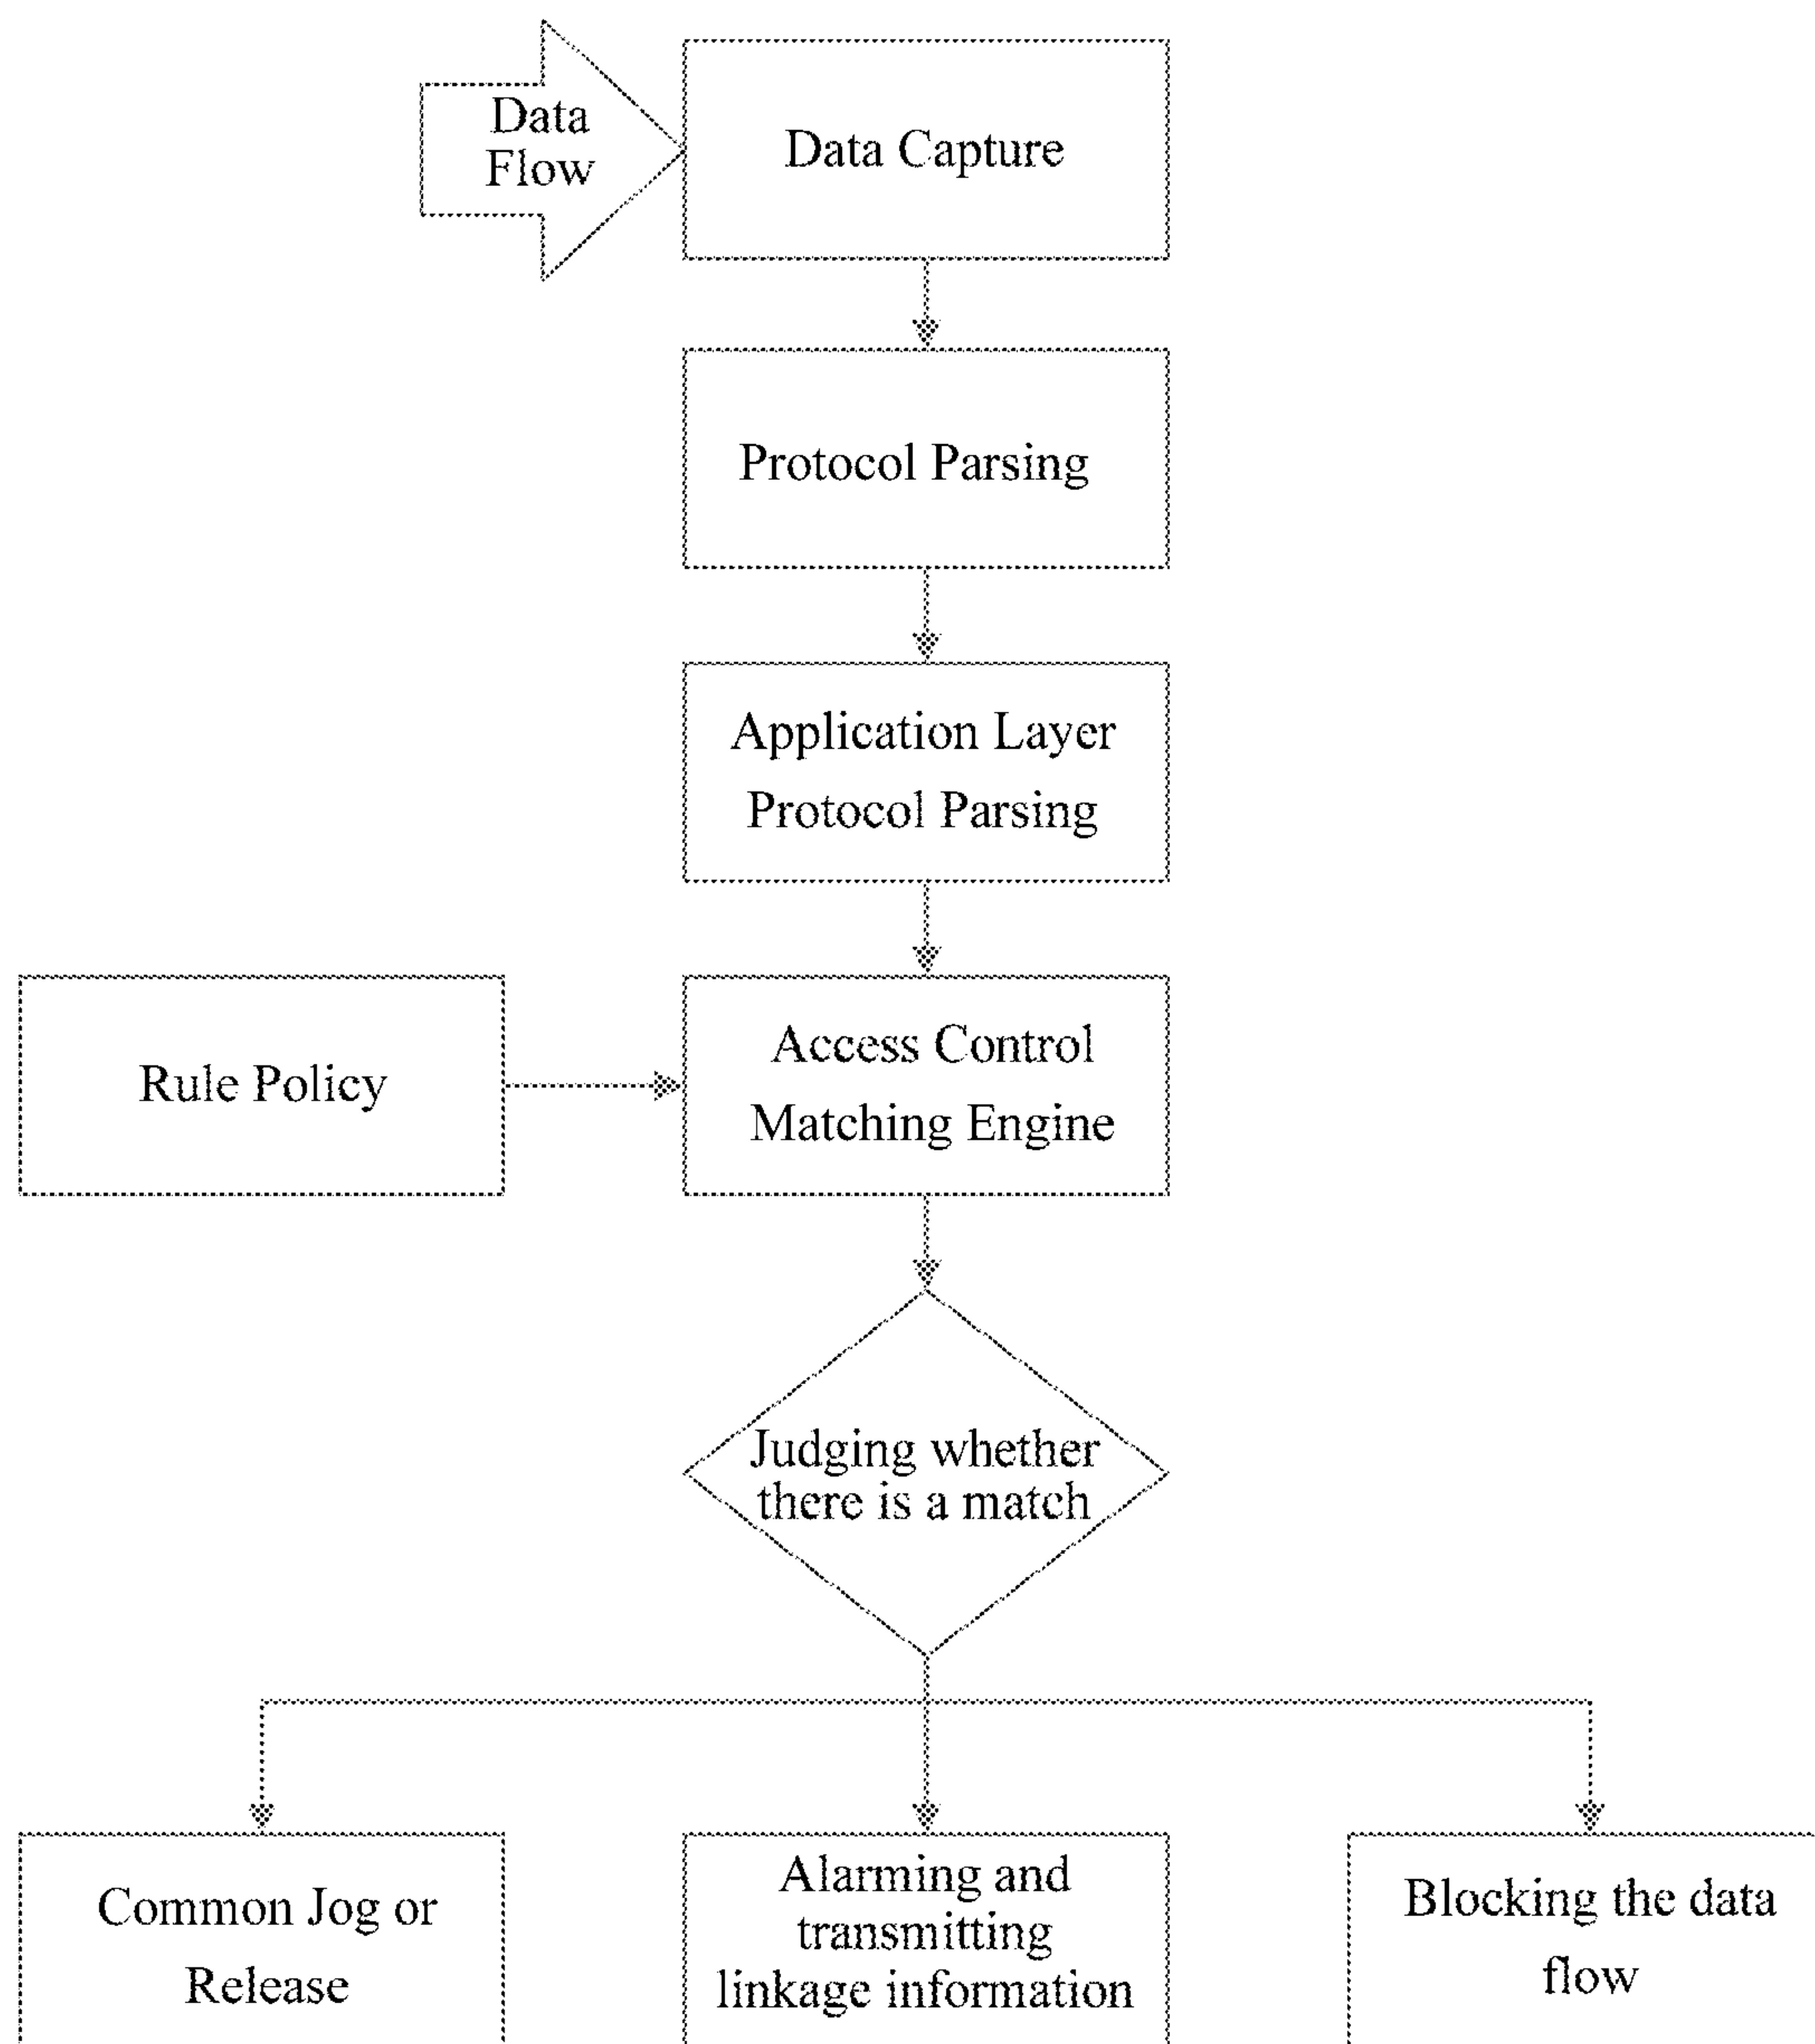 Data
Flow
Data Capture
Protocol Parsing
Application Layer
Protocol Parsing
Rule Policy
Access Control
Matching Engine
Judging whether
there is a match
Common Jog or
Release
Alarming and
transmitting
linkage information
Blocking the data
flow